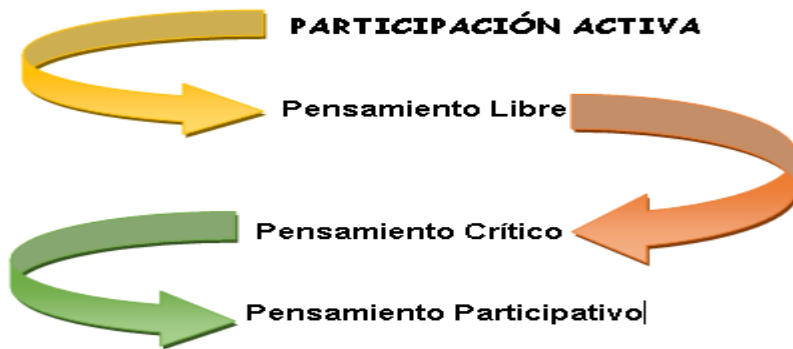 PARTICIPACIÓN ACTIVA
Pensamiento Libre
Pensamiento Crítico
Pensamiento Participativo